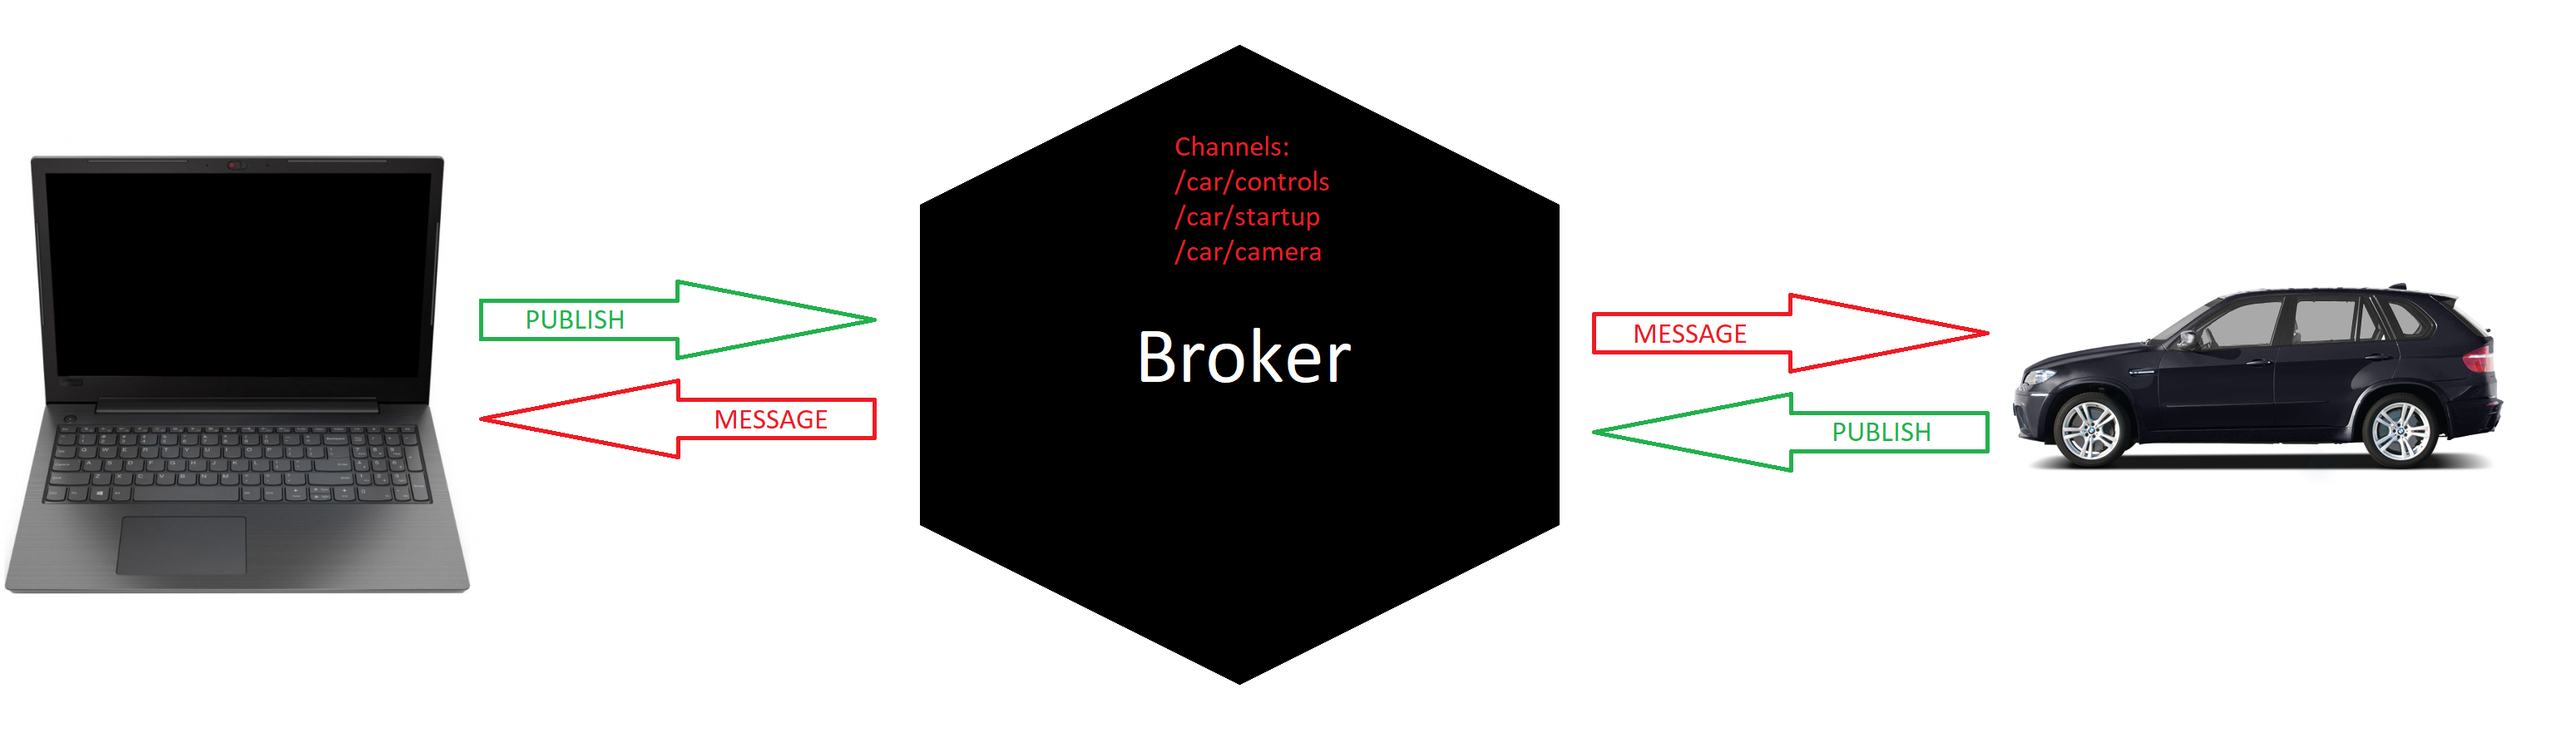 Channels:
/car/controls
/car/startup
/car/camera
PUBLISH
MESSAGE
Broker
MESSAGE
PUBLISH